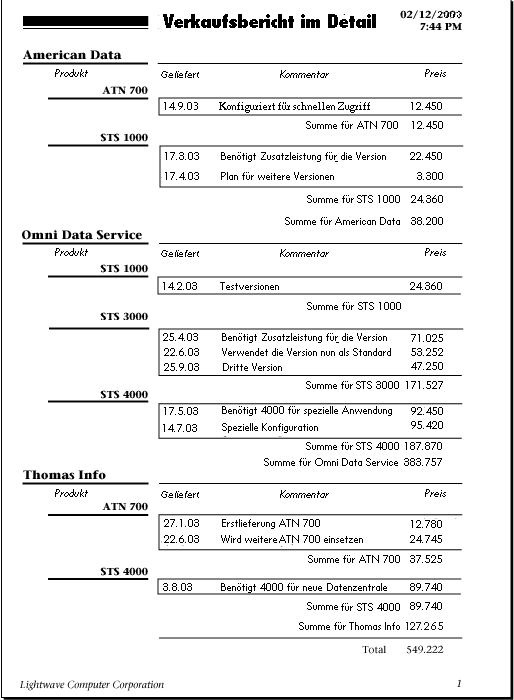 Verkaufsbericht im Detail
02/12/2003
7:44 PM
American Data
Produkt Geliefert Kommentar Preis
ATN 700
14.9.03 Konfiguriert für schnellen Zugriff 12.450
Summe für ATN 700 12.450
STS 1000
17.3.03 Benötigt Zusatzleistung für die Version 22.450
17.4.03 Plan für weitere Versionen 3.300
Summe für STS 1000 24.360
Summe für American Data 38.200
Omni Data Service
Produkt Geliefert Kommentar Preis
STS 1000
14.2.03 Testversionen 24.360
Summe für STS 1000
STS 3000
25.4.03 Benötigt Zusatzleistung für die Version 71.025
22.6.03 Verwendet die Version nun als Standard 53.252
25.9.03 Dritte Version 47.250
Summe für STS 3000 171.527
STS 4000
17.5.03 Benötigt 4000 für spezielle Anwendung 92.450
14.7.03 Spezielle Konfiguration 95.420
Summe für STS 4000 187.870
Summe für Omni Data Service 383.757
Thomas Info
Produkt Geliefert Kommentar Preis
ATN 700
27.1.03 Erstlieferung ATN 700 12.780
22.6.03 Wird weitere ATN 700 einsetzen 24.745
Summe für ATN 700 37.525
STS 4000
3.8.03 Benötigt 4000 für neue Datenzentrale 89.740
Summe für STS 4000 89.740
Summe für Thomas Info 127.265
Total 549.222
Lightwave Computer Corporation 1